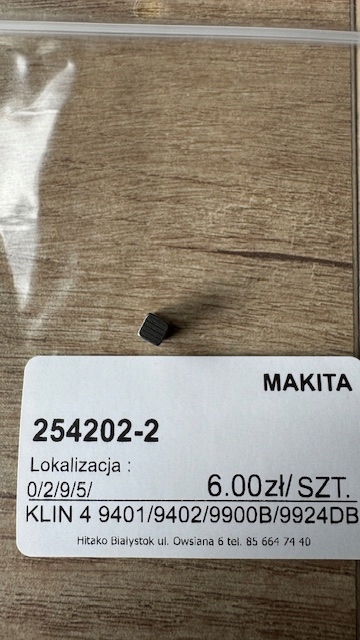 MAKITA
254202-2
Lokalizacja :
0/2/9/5/ 6.00zł/ SZT.
KLIN 4 9401/9402/9900B/9924DB
Hitako Białystok ul. Owsiana 6 tel. 85 664 74 40